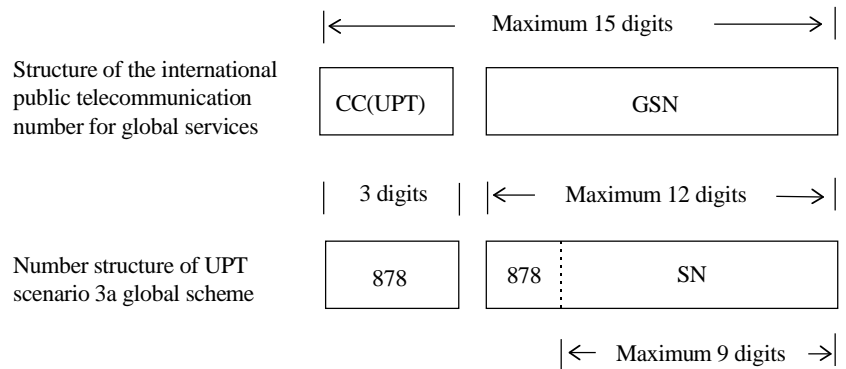 Maximum 15 digits
Structure of the international
public telecommunication
number for global services
CC(UPT)
GSN
3 digits
Maximum 12 digits
Number structure of UPT
scenario 3a global scheme
878
878
SN
Maximum 9 digits